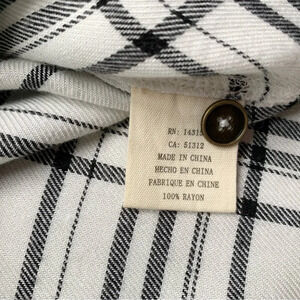 RN:
CA: 51312
MADE IN CHINA
HECHO EN CHINA
FABRIQUE EN CHINE
100% RAYON